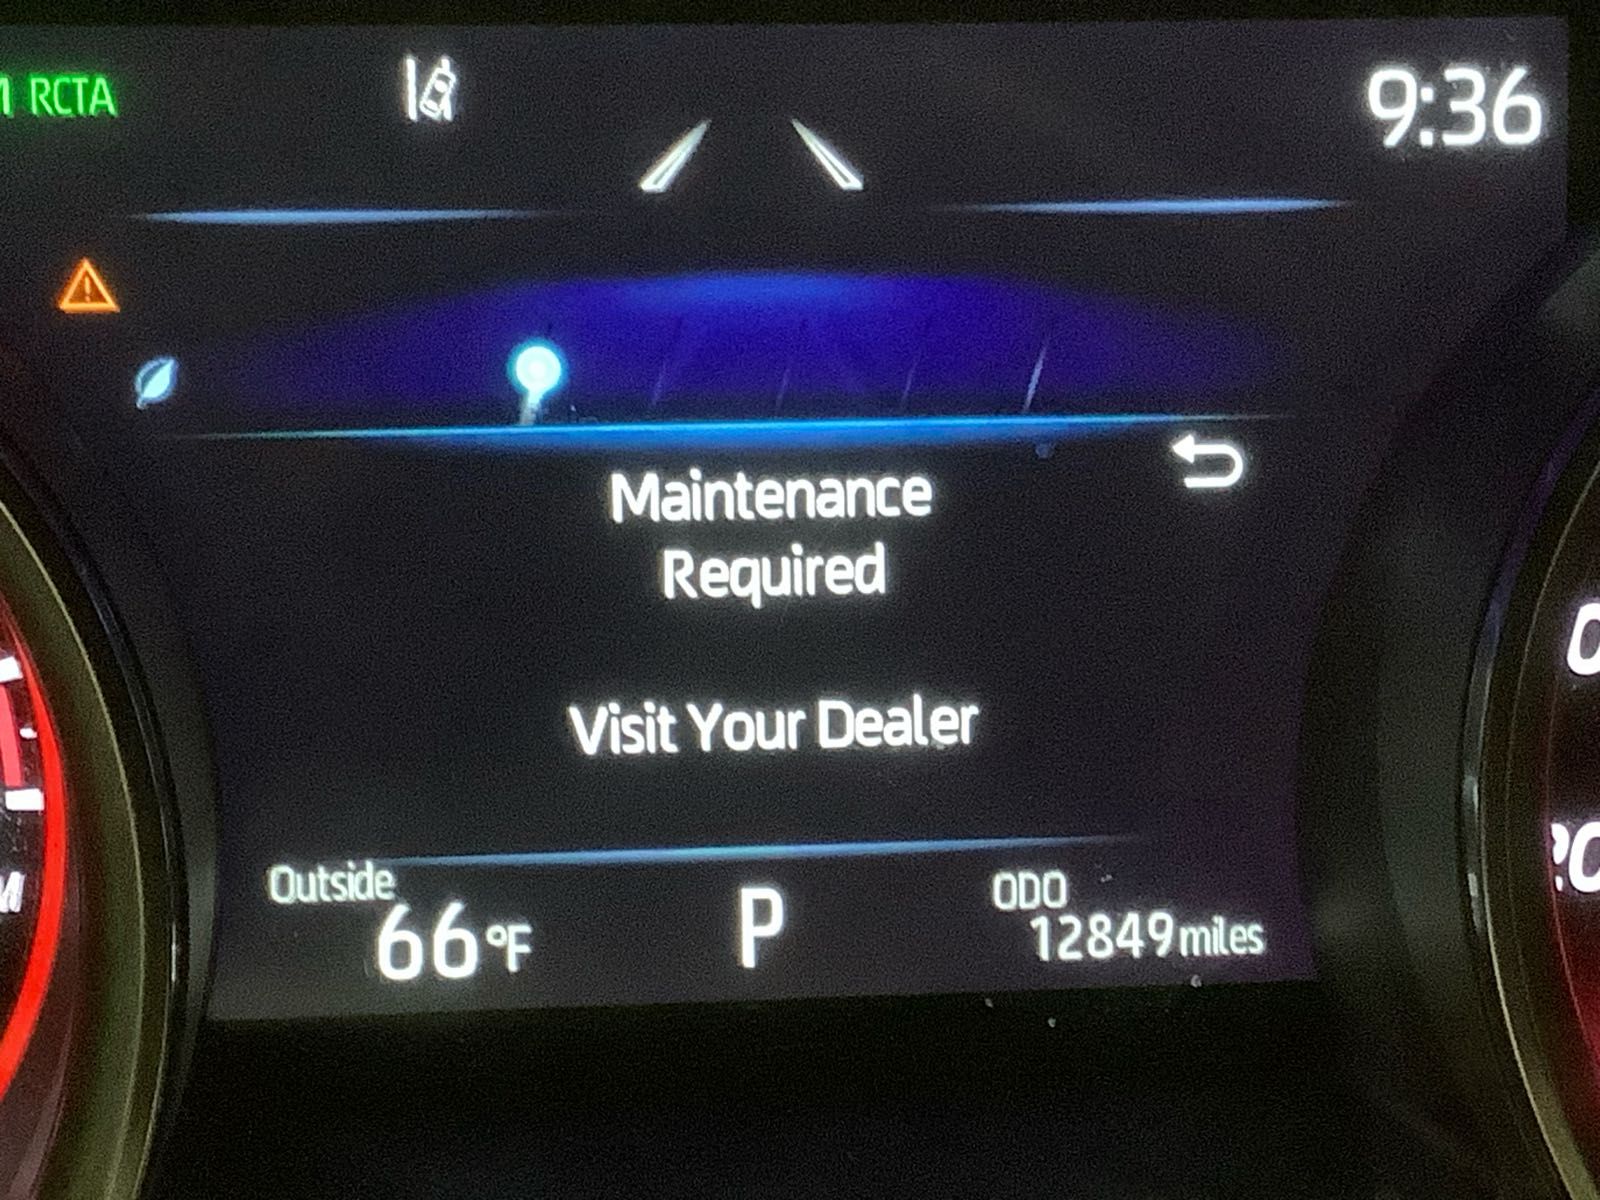 RCTA
9:36
Maintenance
Required
Visit Your Dealer
Outside
66°F
P
ODO
12849 miles